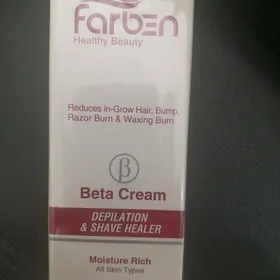 farben
Healthy Beauty
Reduces in-Grow Hair, Bump,
Razor Burn & Waxing Burn
β
Beta Cream
DEPILATION
& SHAVE HEALER
Moisture Rich
All Skin Types